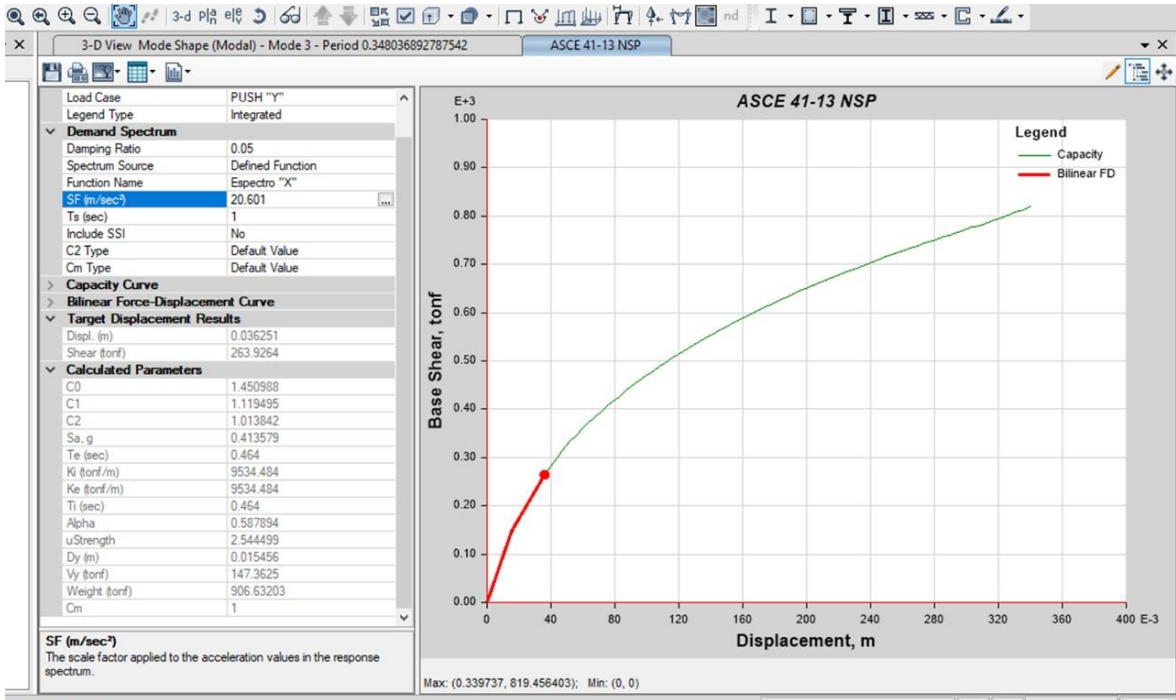 3-d
nd
3-D View Mode Shape (Modal) - Mode 3 - Period 0.348036892787542
ASCE 41-13 NSP
Load Case PUSH "Y"
Legend Type Integrated
Demand Spectrum
Damping Ratio 0.05
Spectrum Source Defined Function
Function Name Espectro "X"
SF (m/sec²) 20.601 ...
Ts (sec) 1
Include SSI No
C2 Type Default Value
Cm Type Default Value
Capacity Curve
Bilinear Force-Displacement Curve
Target Displacement Results
Displ. (m) 0.036251
Shear (tonf) 263.9264
Calculated Parameters
C0 1.450988
C1 1.119495
C2 1.013842
Sa, g 0.413579
Te (sec) 0.464
Ki (tonf/m) 9534.484
Ke (tonf/m) 9534.484
Ti (sec) 0.464
Alpha 0.587894
uStrength 2.544499
Dy (m) 0.015456
Vy (tonf) 147.3625
Weight (tonf) 906.63203
Cm 1
SF (m/sec²)
The scale factor applied to the acceleration values in the response
spectrum.
ASCE 41-13 NSP
E+3
1.00
0.90
0.80
0.70
0.60
0.50
0.40
0.30
0.20
0.10
0.00
Base Shear, tonf
Legend
Capacity
Bilinear FD
0 40 80 120 160 200 240 280 320 360 400 E-3
Displacement, m
Max: (0.339737, 819.456403); Min: (0, 0)